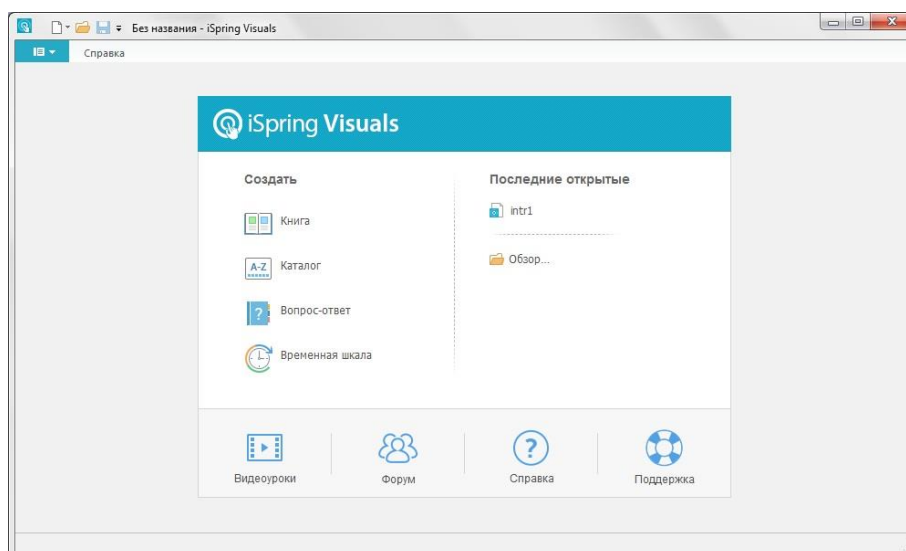 Без названия - iSpring Visuals
Справка
iSpring Visuals
Создать
Книга
A-Z
Каталог
?
Вопрос-ответ
Временная шкала
Последние открытые
intr1
Обзор...
Видеоуроки
Форум
?
Справка
Поддержка